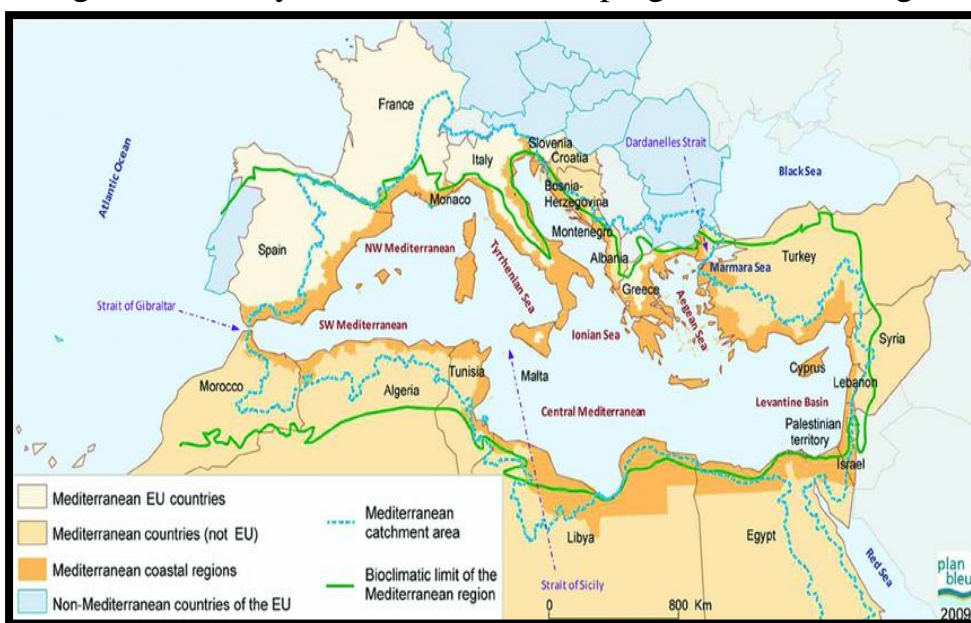 France
Slovenia
Croatia
Dardanelles Strait
Italy
Atlantic Ocean
Black Sea
Bosnia-
Herzegovina
Monaco
Montenegro
Spain
NW Mediterranean
Tyrrhenian Sea
Albania
Marmara Sea
Turkey
Greece
Aegean Sea
Strait of Gibraltar
SW Mediterranean
Ionian Sea
Syria
Cyprus
Morocco
Algeria
Tunisia
Malta
Lebanon
Central Mediterranean
Levantine Basin
Palestinian
territory
Israel
Mediterranean EU countries
Mediterranean countries (not EU)
Mediterranean coastal regions
Non-Mediterranean countries of the EU
Mediterranean
catchment area
Bioclimatic limit of the
Mediterranean region
Libya
Egypt
Red Sea
Strait of Sicily
0 800 Km
plan
bleu
2009